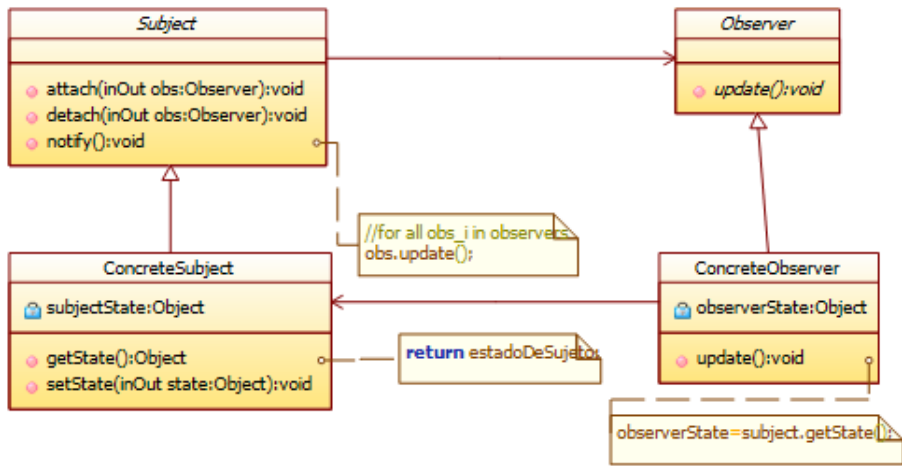 Subject
attach(inOut obs:Observer):void
detach(inOut obs:Observer):void
notify():void
Observer
update():void
//for all obs_i in observers
obs.update();
ConcreteSubject
subjectState:Object
getState():Object
setState(inOut state:Object):void
return estadoDeSujeto;
ConcreteObserver
observerState:Object
update():void
observerState=subject.getState();